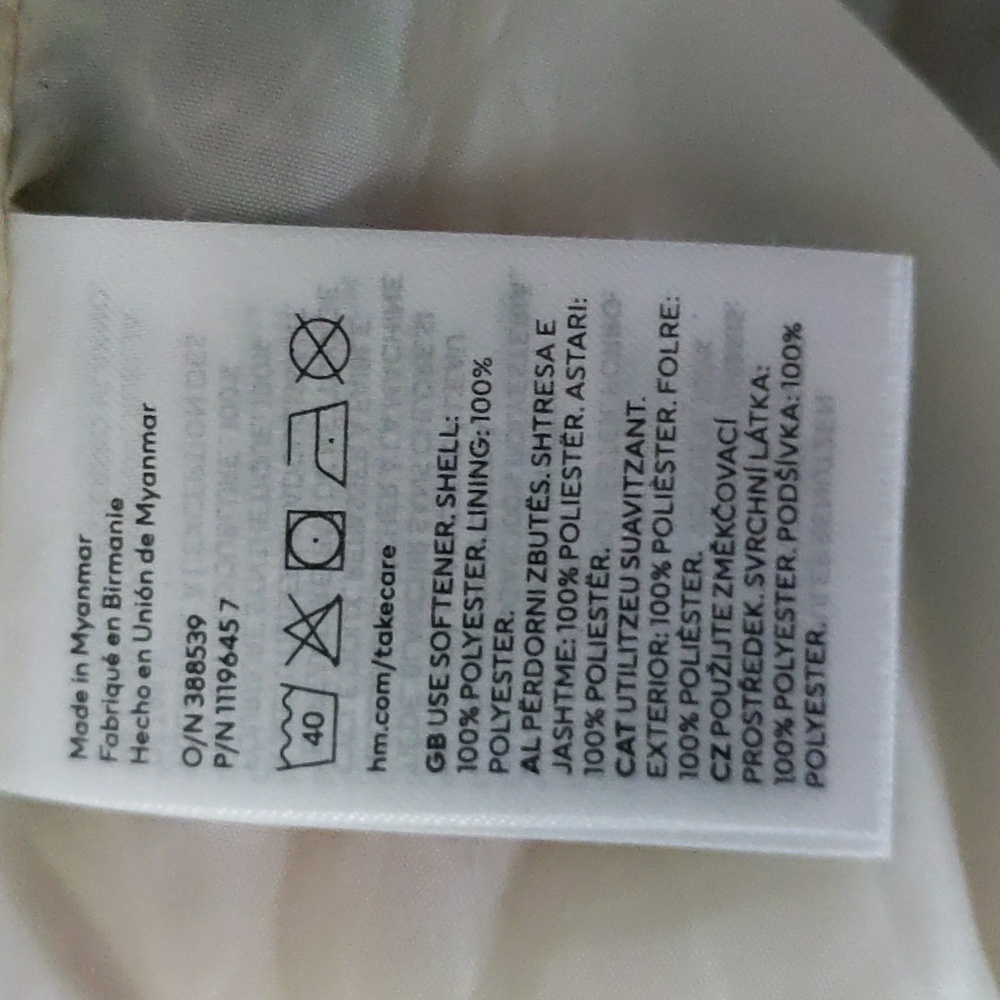 Made in Myanmar
Fabriqué en Birmanie
Hecho en Unión de Myanmar
O/N 388539
P/N 1119645 7
40
hm.com/takecare
GB USE SOFTENER. SHELL:
100% POLYESTER. LINING: 100%
POLYESTER.
AL PËRDORNI ZBUTËS. SHTRESA E
JASHTME: 100% POLIESTËR. ASTARI:
100% POLIESTËR.
CAT UTILITZEU SUAVITZANT.
EXTERIOR: 100% POLIÈSTER. FOLRE:
100% POLIÈSTER.
CZ POUŽIJTE ZMĚKČOVACÍ
PROSTŘEDEK. SVRCHNÍ LÁTKA:
100% POLYESTER. PODŠÍVKA: 100%
POLYESTER.